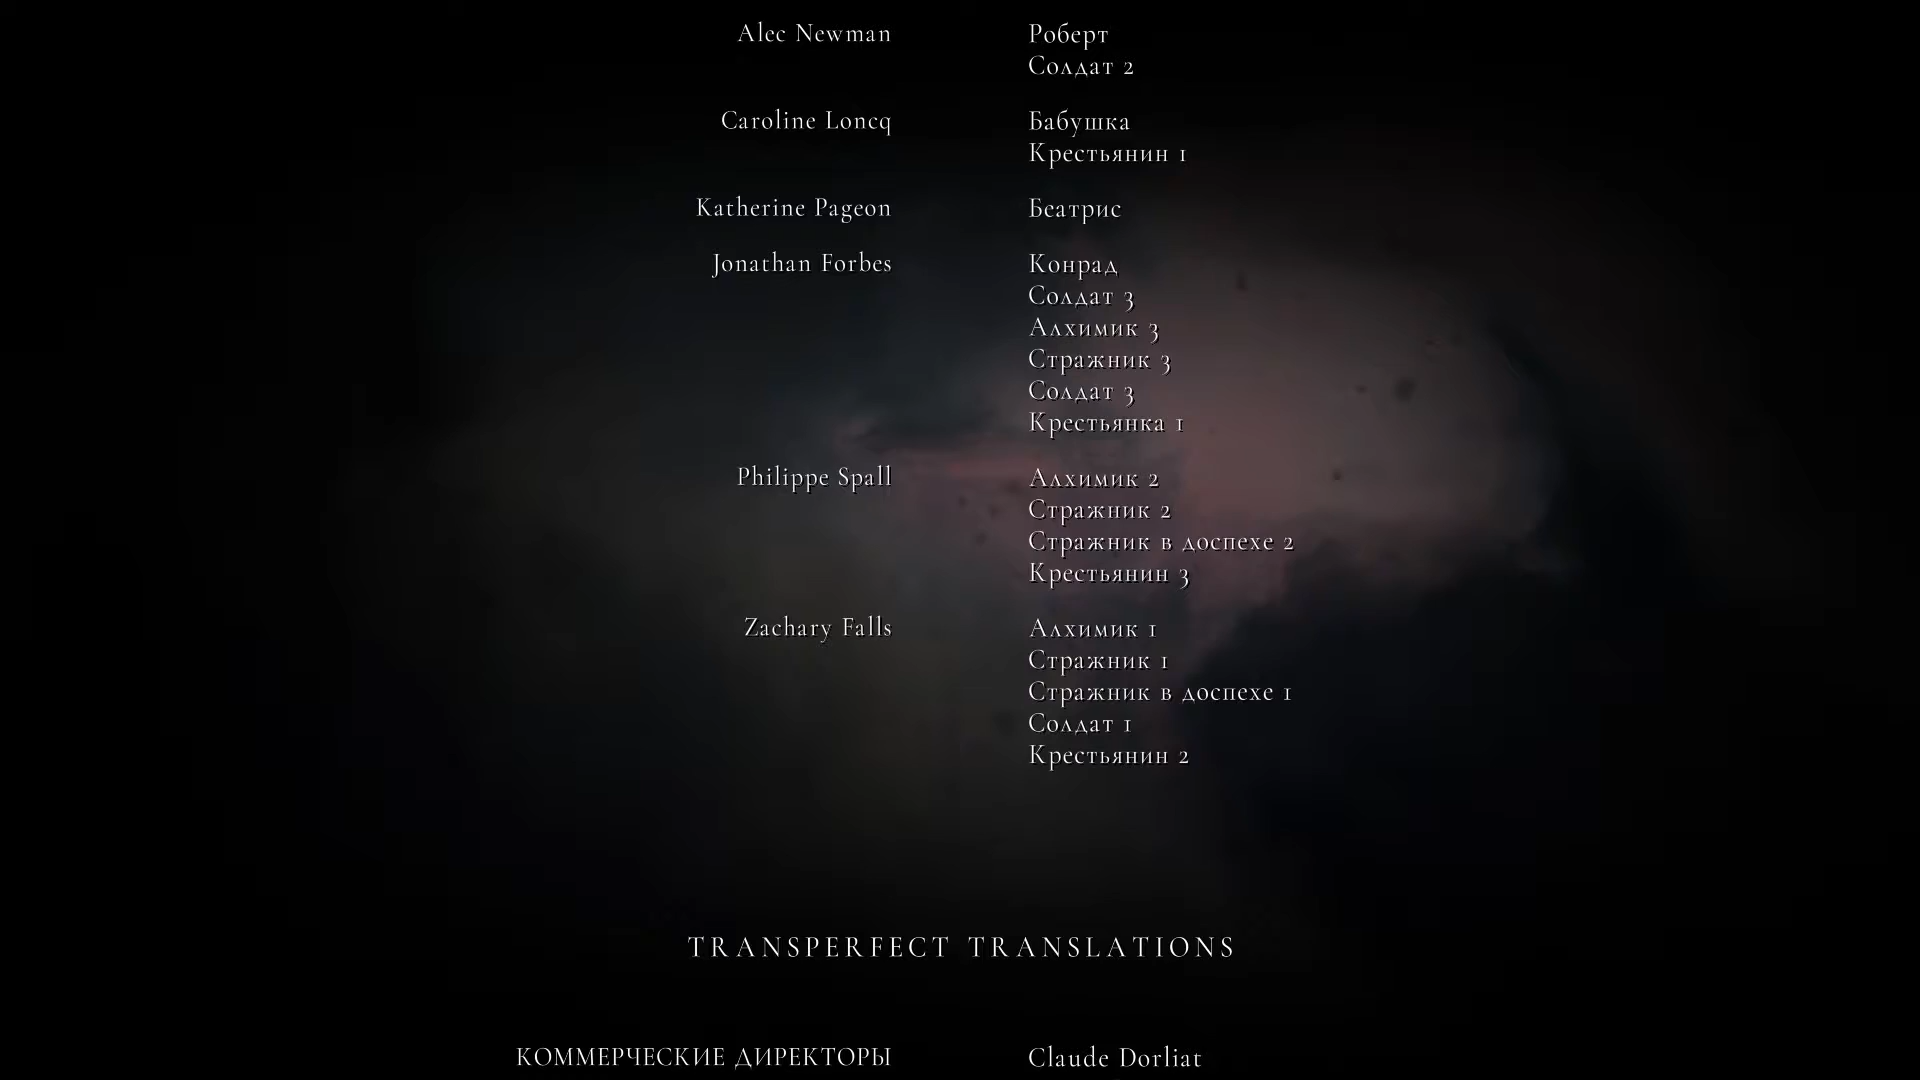 Alec Newman Роберт
Солдат 2
Caroline Loncq Бабушка
Крестьянин 1
Katherine Pageon Беатрис
Jonathan Forbes Конрад
Солдат 3
Алхимик 3
Стражник 3
Солдат 3
Крестьянка 1
Philippe Spall Алхимик 2
Стражник 2
Стражник в доспехе 2
Крестьянин 3
Zachary Falls Алхимик 1
Стражник 1
Стражник в доспехе 1
Солдат 1
Крестьянин 2
TRANSPERFECT TRANSLATIONS
КОММЕРЧЕСКИЕ ДИРЕКТОРЫ Claude Dorliat